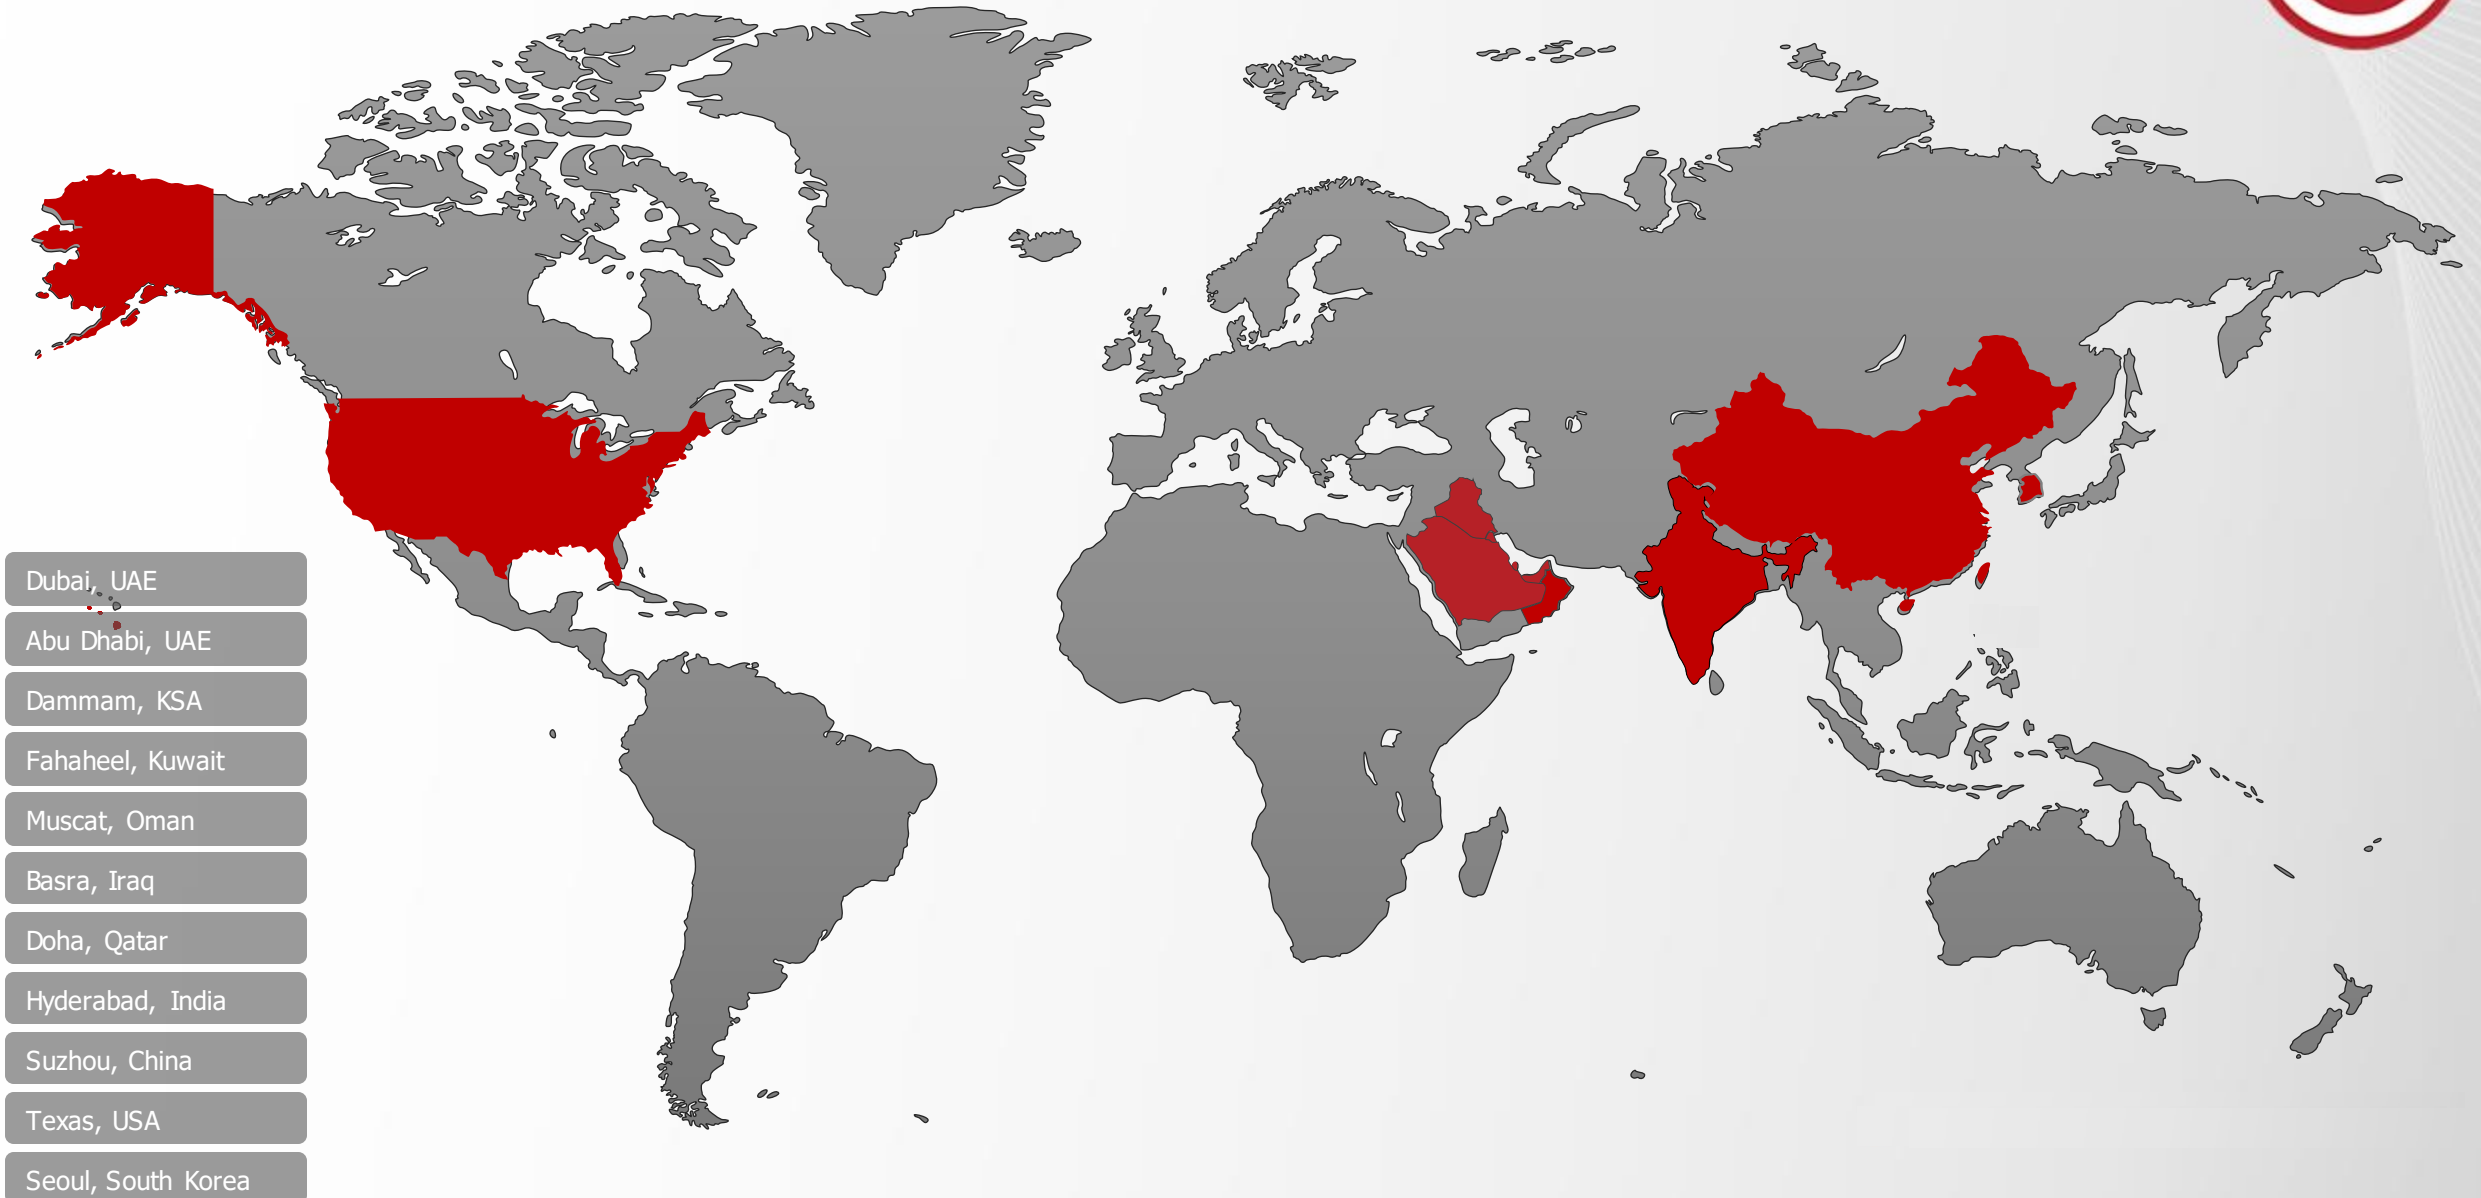 Dubai, UAE
Abu Dhabi, UAE
Dammam, KSA
Fahaheel, Kuwait
Muscat, Oman
Basra, Iraq
Doha, Qatar
Hyderabad, India
Suzhou, China
Texas, USA
Seoul, South Korea